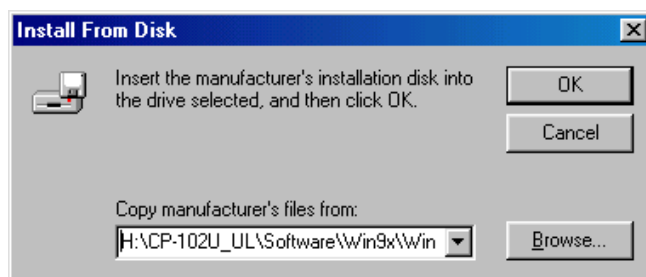 Install From Disk
Insert the manufacturer's installation disk into
the drive selected, and then click OK.
OK
Cancel
Copy manufacturer's files from:
H:\CP-102U_UL\Software\Win9x\Win
Browse...